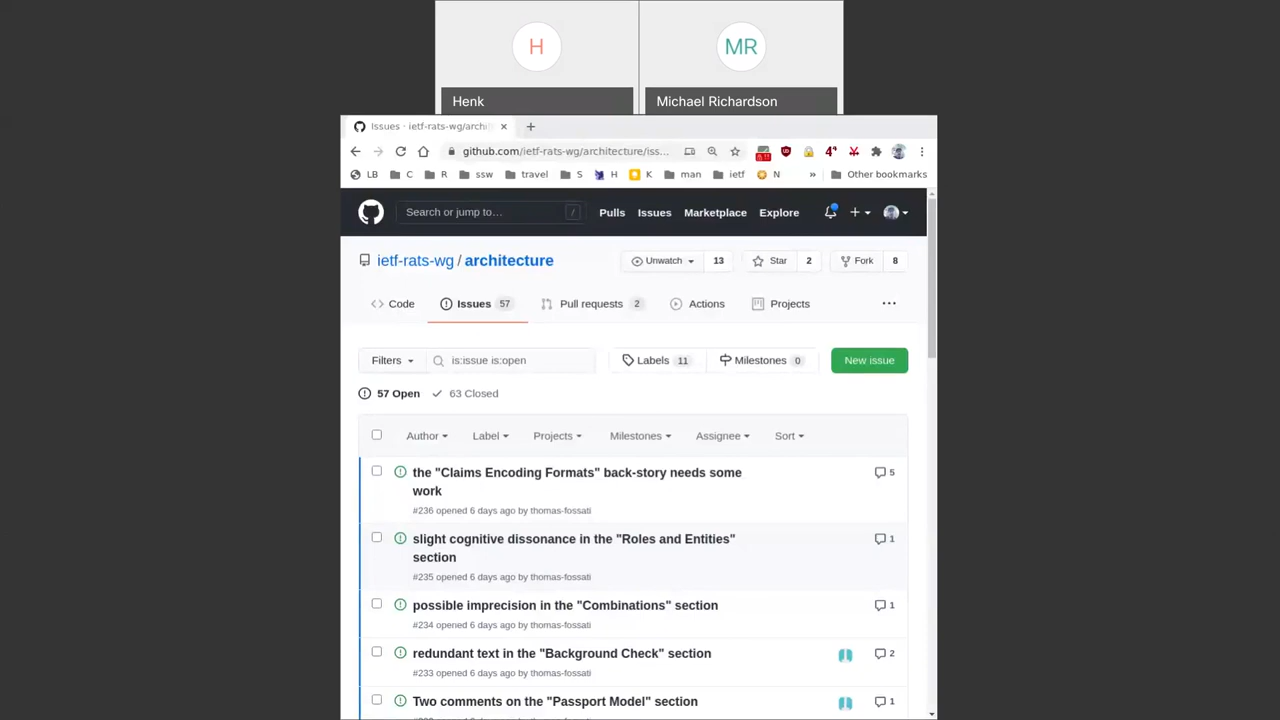 H
MR
Henk
Michael Richardson
Issues · ietf-rats-wg/archi
github.com/ietf-rats-wg/architecture/iss...
LB C R ssw travel S H K man ietf N » Other bookmarks
Search or jump to… /
Pulls Issues Marketplace Explore
ietf-rats-wg / architecture
Unwatch 13 Star 2 Fork 8
Code Issues 57 Pull requests 2 Actions Projects
Filters is:issue is:open Labels 11 Milestones 0 New issue
57 Open 63 Closed
Author Label Projects Milestones Assignee Sort
the "Claims Encoding Formats" back-story needs some 5
work
#236 opened 6 days ago by thomas-fossati
slight cognitive dissonance in the "Roles and Entities" 1
section
#235 opened 6 days ago by thomas-fossati
possible imprecision in the "Combinations" section 1
#234 opened 6 days ago by thomas-fossati
redundant text in the "Background Check" section 2
#233 opened 6 days ago by thomas-fossati
Two comments on the "Passport Model" section 1